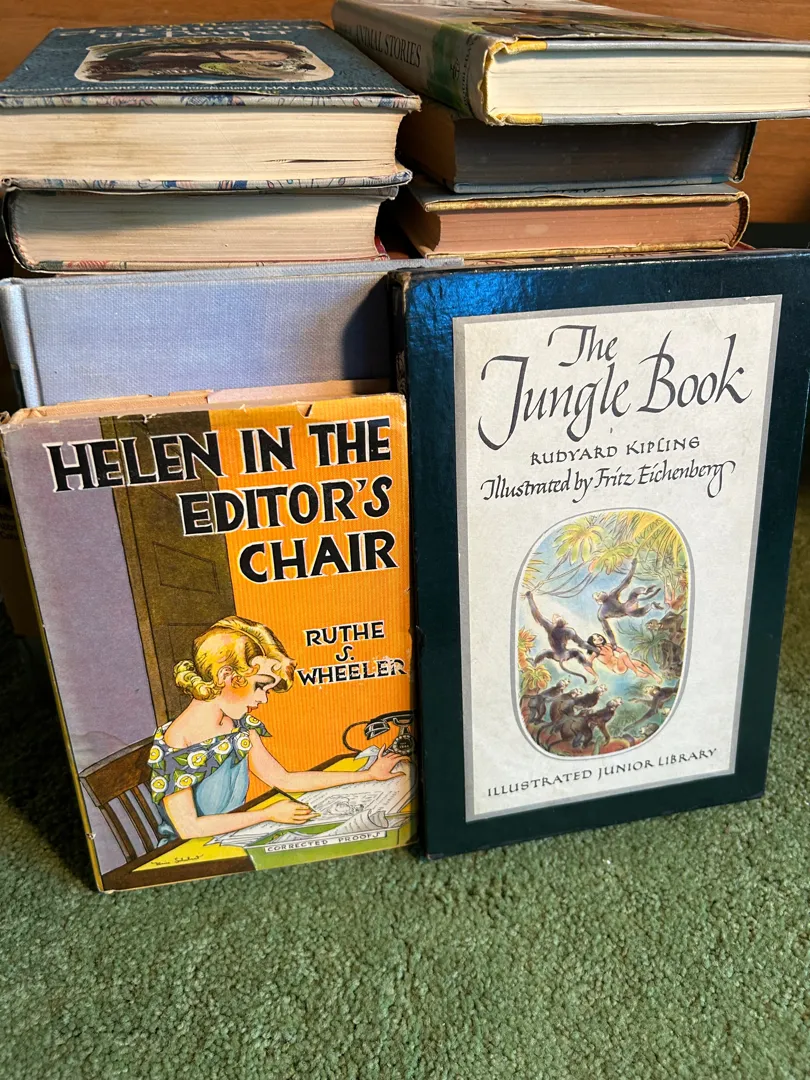 ANIMAL STORIES
HELEN IN THE
EDITOR'S
CHAIR
RUTHE
S.
WHEELER
CORRECTED PROOFS
The
Jungle Book
RUDYARD KIPLING
Illustrated by Fritz Eichenberg
ILLUSTRATED JUNIOR LIBRARY